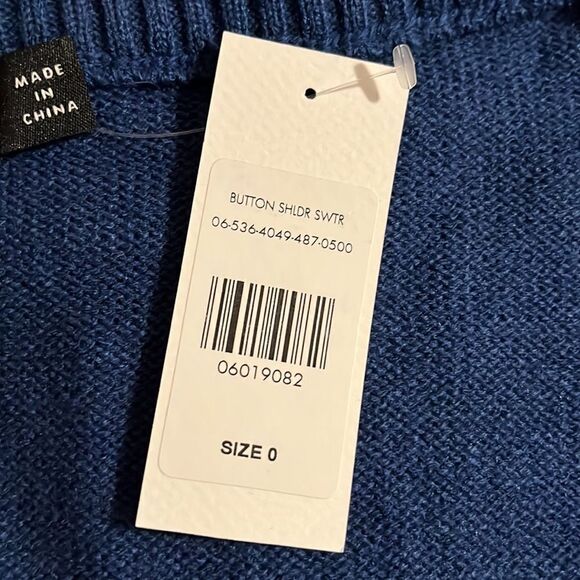 MADE
IN
CHINA
BUTTON SHLDR SWTR
06-536-4049-487-0500
06019082
SIZE 0